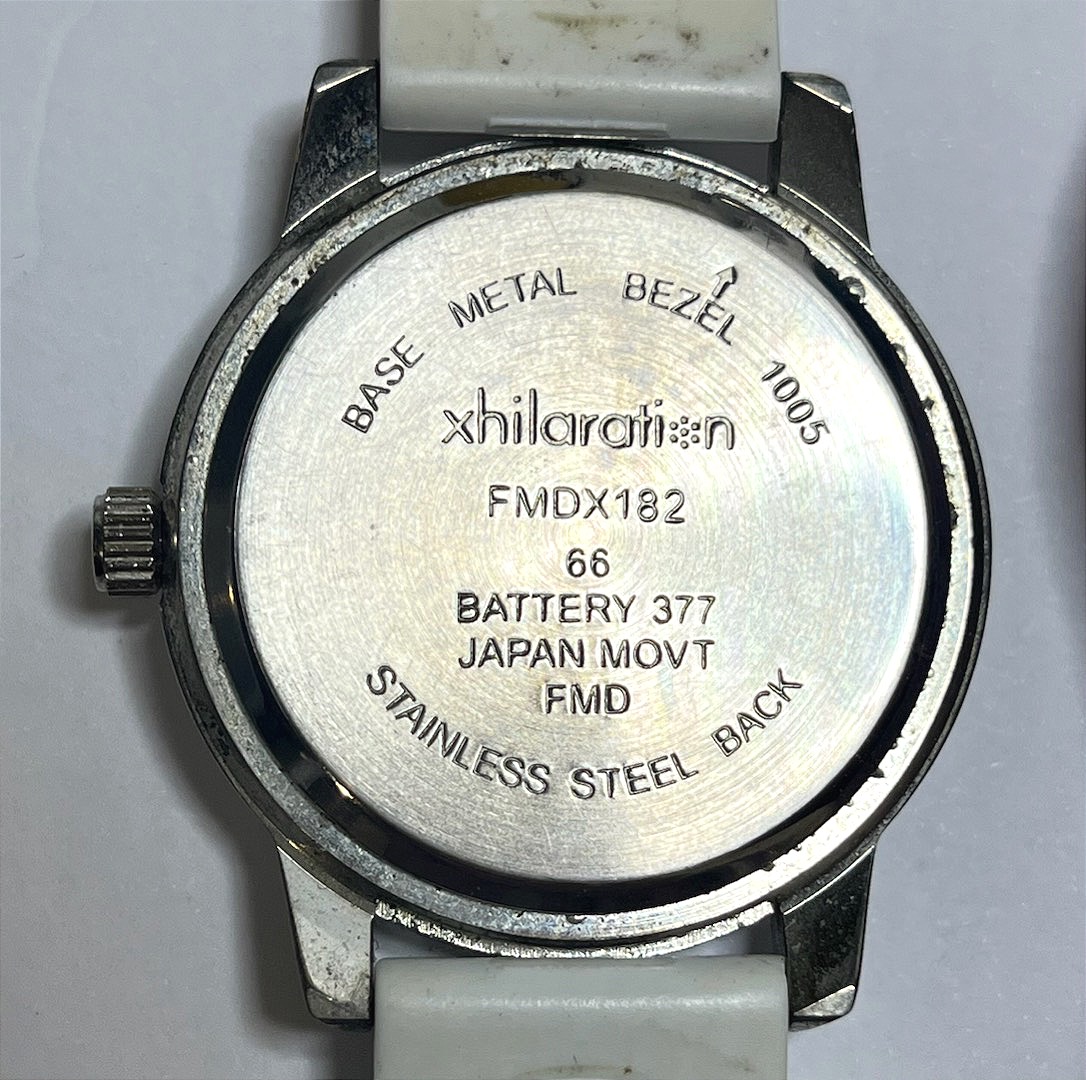 BASE METAL BEZEL 1005
xhilaration
FMDX182
66
BATTERY 377
JAPAN MOVT
FMD
STAINLESS STEEL BACK